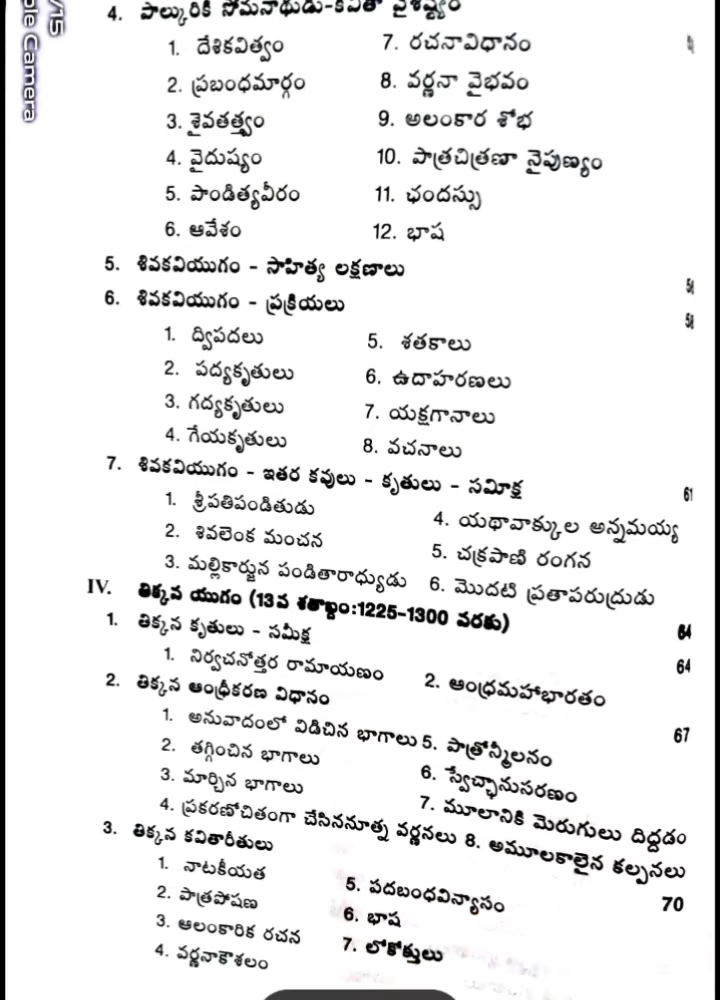 /15
ple Camera
4. పాల్కురికి సోమనాథుడు-కవితా వైశిష్ట్యం
1. దేశికవిత్వం 7. రచనావిధానం
2. ప్రబంధమార్గం 8. వర్ణనా వైభవం
3. శైవతత్త్వం 9. అలంకార శోభ
4. వైదుష్యం 10. పాత్రచిత్రణా నైపుణ్యం
5. పాండిత్యవీరం 11. ఛందస్సు
6. ఆవేశం 12. భాష
5. శివకవియుగం - సాహిత్య లక్షణాలు
6. శివకవియుగం - ప్రక్రియలు
1. ద్విపదలు 5. శతకాలు
2. పద్యకృతులు 6. ఉదాహరణలు
3. గద్యకృతులు 7. యక్షగానాలు
4. గేయకృతులు 8. వచనాలు
7. శివకవియుగం - ఇతర కవులు - కృతులు - సమీక్ష 61
1. శ్రీపతిపండితుడు 4. యథావాక్కుల అన్నమయ్య
2. శివలెంక మంచన 5. చక్రపాణి రంగన
3. మల్లికార్జున పండితారాధ్యుడు 6. మొదటి ప్రతాపరుద్రుడు
IV. తిక్కన యుగం (13వ శతాబ్దం:1225-1300 వరకు) 64
1. తిక్కన కృతులు - సమీక్ష 64
1. నిర్వచనోత్తర రామాయణం 2. ఆంధ్రమహాభారతం
2. తిక్కన ఆంధ్రీకరణ విధానం 67
1. అనువాదంలో విడిచిన భాగాలు 5. పాత్రోన్మీలనం
2. తగ్గించిన భాగాలు 6. స్వేచ్ఛానుసరణం
3. మార్చిన భాగాలు 7. మూలానికి మెరుగులు దిద్దడం
4. ప్రకరణోచితంగా చేసిననూత్న వర్ణనలు 8. అమూలకాలైన కల్పనలు
3. తిక్కన కవితారీతులు 70
1. నాటకీయత 5. పదబంధవిన్యాసం
2. పాత్రపోషణ 6. భాష
3. ఆలంకారిక రచన 7. లోకోక్తులు
4. వర్ణనాకౌశలం